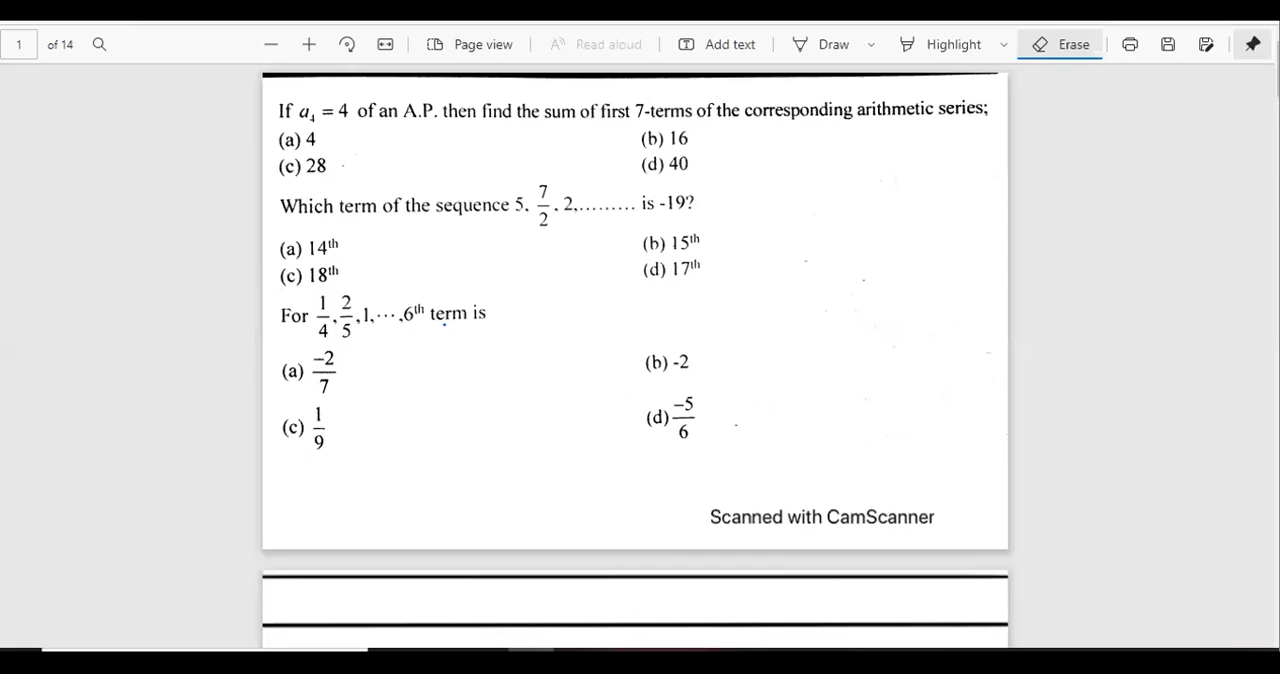 1 of 14 Page view Read aloud Add text Draw Highlight Erase
If a₄ = 4 of an A.P. then find the sum of first 7-terms of the corresponding arithmetic series;
(a) 4 (b) 16
(c) 28 (d) 40
Which term of the sequence 5, 7/2, 2,......... is -19?
(a) 14th (b) 15th
(c) 18th (d) 17th
For 1/4, 2/5, 1, ⋯ ,6th term is
(a) −2/7 (b) -2
(c) 1/9 (d) −5/6
Scanned with CamScanner